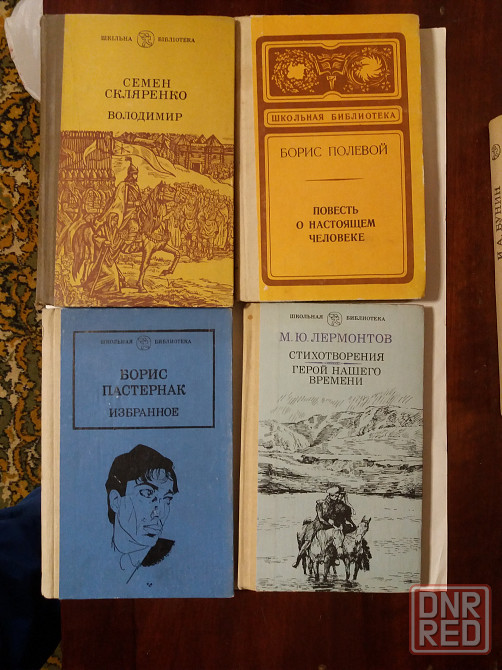 ШКІЛЬНА БІБЛІОТЕКА
СЕМЕН
СКЛЯРЕНКО
ВОЛОДИМИР
ШКОЛЬНАЯ БИБЛИОТЕКА
БОРИС ПОЛЕВОЙ
ПОВЕСТЬ
О НАСТОЯЩЕМ
ЧЕЛОВЕКЕ
ШКОЛЬНАЯ БИБЛИОТЕКА
БОРИС
ПАСТЕРНАК
ИЗБРАННОЕ
ШКОЛЬНАЯ БИБЛИОТЕКА
М. Ю. ЛЕРМОНТОВ
СТИХОТВОРЕНИЯ
ГЕРОЙ НАШЕГО
ВРЕМЕНИ
И. А. БУНИН
DNR
RED